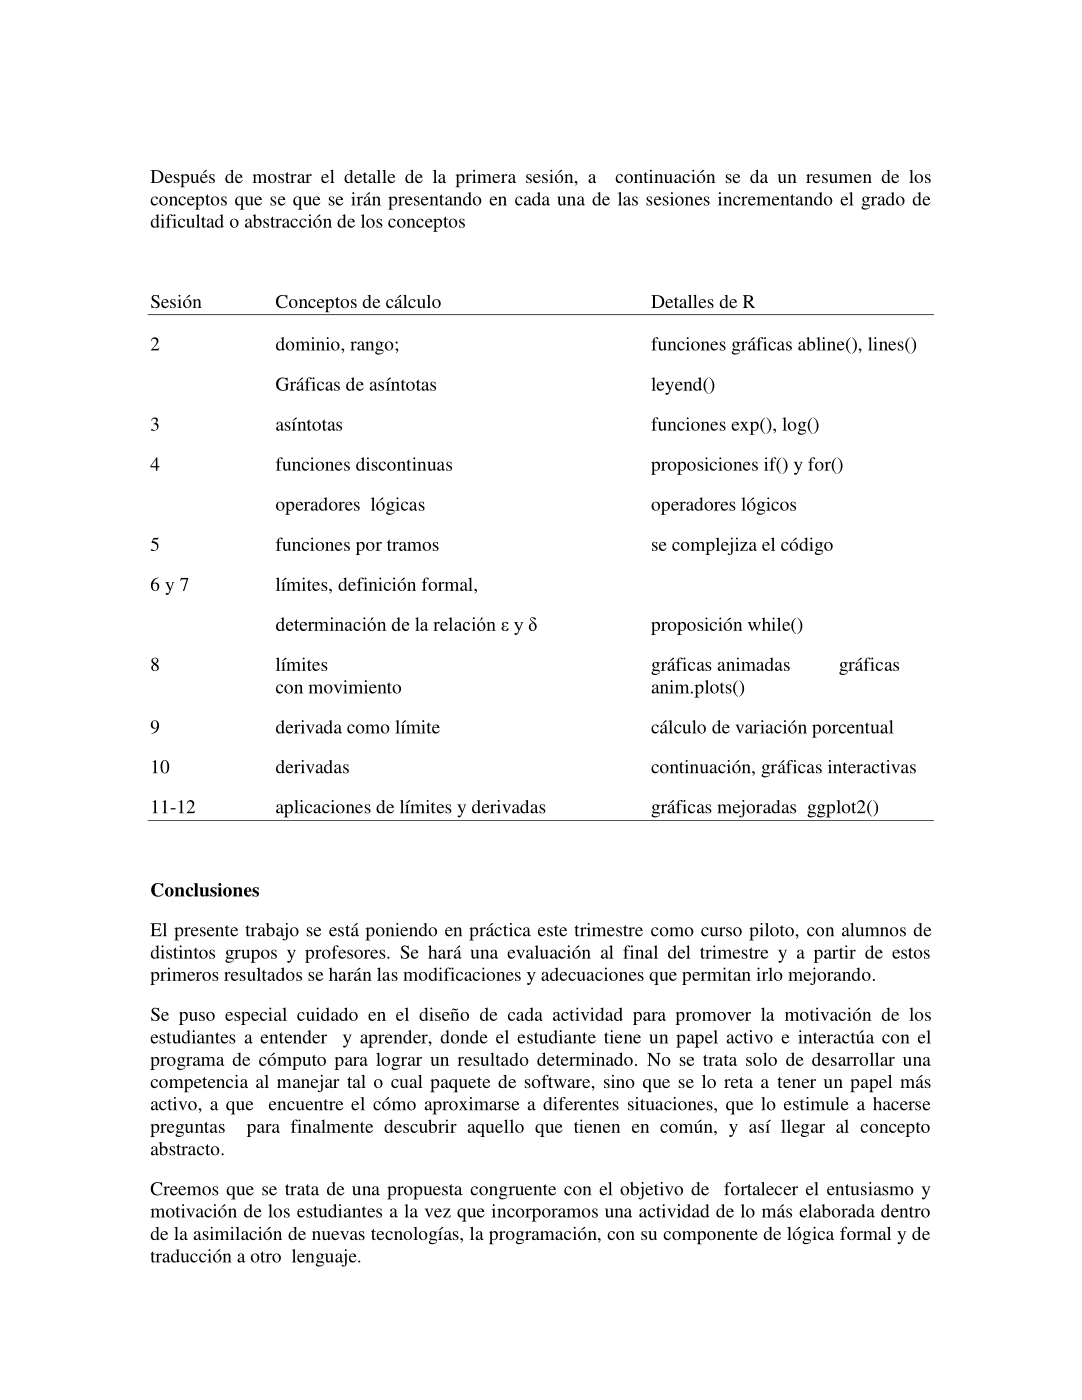 Después de mostrar el detalle de la primera sesión, a continuación se da un resumen de los
conceptos que se que se irán presentando en cada una de las sesiones incrementando el grado de
dificultad o abstracción de los conceptos
Sesión Conceptos de cálculo Detalles de R
2 dominio, rango; funciones gráficas abline(), lines()
Gráficas de asíntotas leyend()
3 asíntotas funciones exp(), log()
4 funciones discontinuas proposiciones if() y for()
operadores lógicas operadores lógicos
5 funciones por tramos se complejiza el código
6 y 7 límites, definición formal,
determinación de la relación ε y δ proposición while()
8 límites gráficas animadas gráficas
con movimiento anim.plots()
9 derivada como límite cálculo de variación porcentual
10 derivadas continuación, gráficas interactivas
11-12 aplicaciones de límites y derivadas gráficas mejoradas ggplot2()
Conclusiones
El presente trabajo se está poniendo en práctica este trimestre como curso piloto, con alumnos de
distintos grupos y profesores. Se hará una evaluación al final del trimestre y a partir de estos
primeros resultados se harán las modificaciones y adecuaciones que permitan irlo mejorando.
Se puso especial cuidado en el diseño de cada actividad para promover la motivación de los
estudiantes a entender y aprender, donde el estudiante tiene un papel activo e interactúa con el
programa de cómputo para lograr un resultado determinado. No se trata solo de desarrollar una
competencia al manejar tal o cual paquete de software, sino que se lo reta a tener un papel más
activo, a que encuentre el cómo aproximarse a diferentes situaciones, que lo estimule a hacerse
preguntas para finalmente descubrir aquello que tienen en común, y así llegar al concepto
abstracto.
Creemos que se trata de una propuesta congruente con el objetivo de fortalecer el entusiasmo y
motivación de los estudiantes a la vez que incorporamos una actividad de lo más elaborada dentro
de la asimilación de nuevas tecnologías, la programación, con su componente de lógica formal y de
traducción a otro lenguaje.